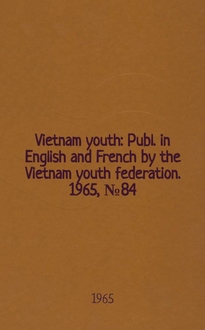 Vietnam youth: Publ. in
English and French by the
Vietnam youth federation.
1965, №84
1965